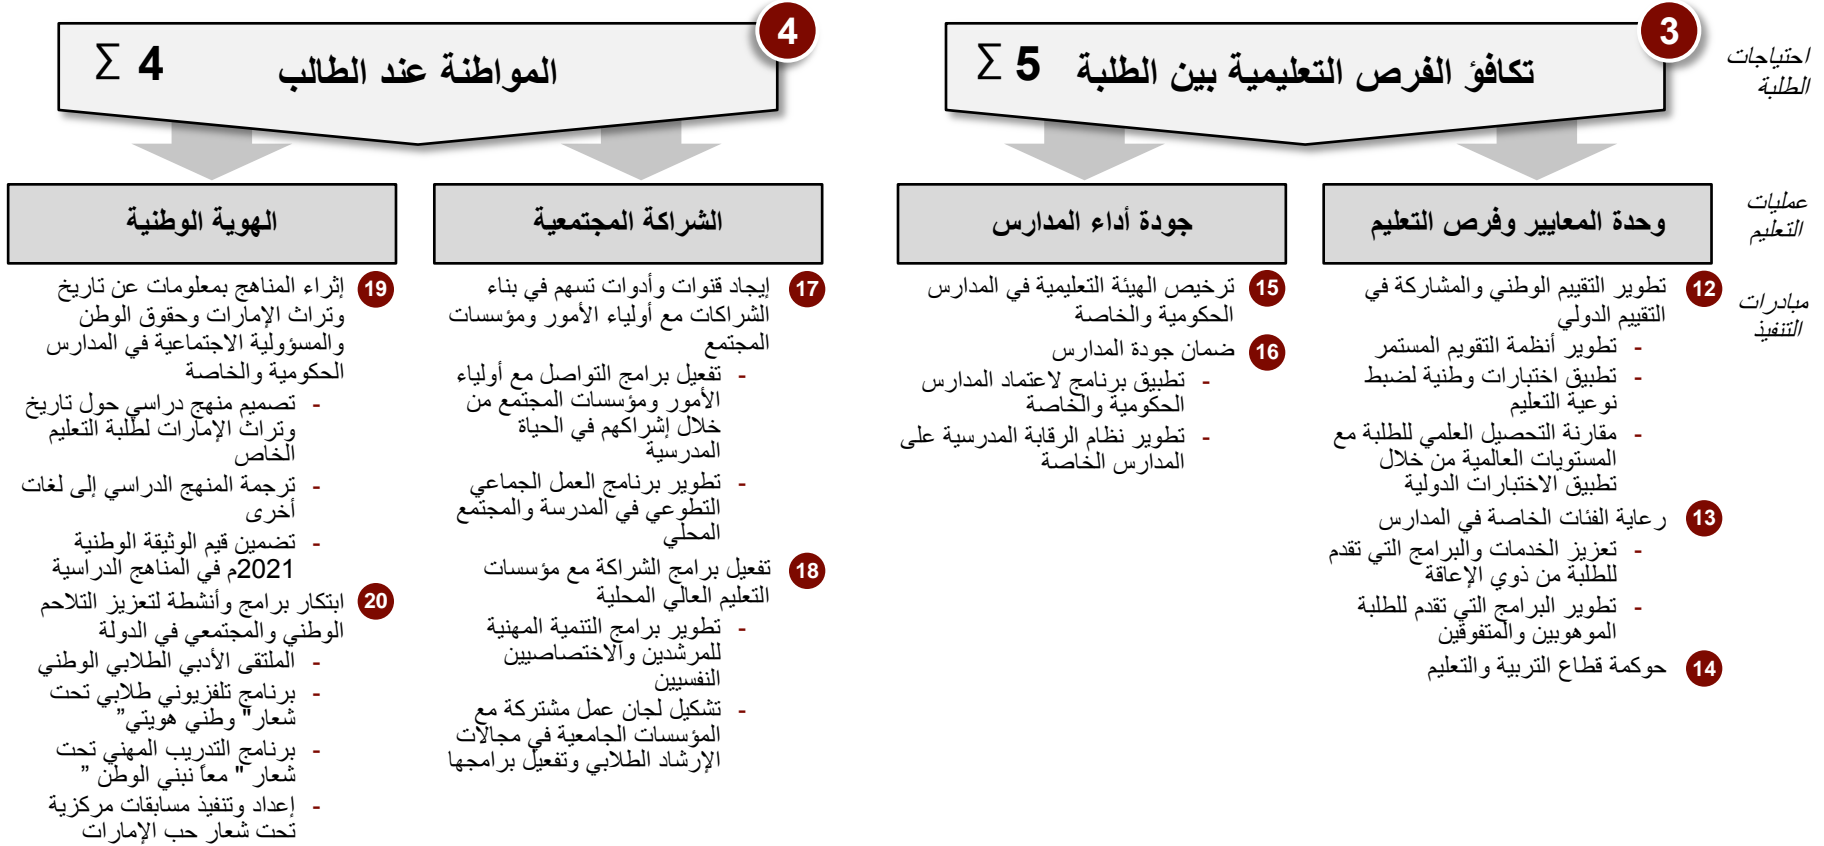 احتياجات
الطلبة
3
تكافؤ الفرص التعليمية بين الطلبة 5 ∑
4
المواطنة عند الطالب 4 ∑
عمليات
التعليم
وحدة المعايير وفرص التعليم
جودة أداء المدارس
الشراكة المجتمعية
الهوية الوطنية
مبادرات
التنفيذ
12 تطوير التقييم الوطني والمشاركة في
التقييم الدولي
- تطوير أنظمة التقويم المستمر
- تطبيق اختبارات وطنية لضبط
نوعية التعليم
- مقارنة التحصيل العلمي للطلبة مع
المستويات العالمية من خلال
تطبيق الاختبارات الدولية
13 رعاية الفئات الخاصة في المدارس
- تعزيز الخدمات والبرامج التي تقدم
للطلبة من ذوي الإعاقة
- تطوير البرامج التي تقدم للطلبة
الموهوبين والمتفوقين
14 حوكمة قطاع التربية والتعليم
15 ترخيص الهيئة التعليمية في المدارس
الحكومية والخاصة
16 ضمان جودة المدارس
- تطبيق برنامج لاعتماد المدارس
الحكومية والخاصة
- تطوير نظام الرقابة المدرسية على
المدارس الخاصة
17 إيجاد قنوات وأدوات تسهم في بناء
الشراكات مع أولياء الأمور ومؤسسات
المجتمع
- تفعيل برامج التواصل مع أولياء
الأمور ومؤسسات المجتمع من
خلال إشراكهم في الحياة
المدرسية
- تطوير برنامج العمل الجماعي
التطوعي في المدرسة والمجتمع
المحلي
18 تفعيل برامج الشراكة مع مؤسسات
التعليم العالي المحلية
- تطوير برامج التنمية المهنية
للمرشدين والاختصاصيين
النفسيين
- تشكيل لجان عمل مشتركة مع
المؤسسات الجامعية في مجالات
الإرشاد الطلابي وتفعيل برامجها
19 إثراء المناهج بمعلومات عن تاريخ
وتراث الإمارات وحقوق الوطن
والمسؤولية الاجتماعية في المدارس
الحكومية والخاصة
- تصميم منهج دراسي حول تاريخ
وتراث الإمارات لطلبة التعليم
الخاص
- ترجمة المنهج الدراسي إلى لغات
أخرى
- تضمين قيم الوثيقة الوطنية
2021م في المناهج الدراسية
20 ابتكار برامج وأنشطة لتعزيز التلاحم
الوطني والمجتمعي في الدولة
- الملتقى الأدبي الطلابي الوطني
- برنامج تلفزيوني طلابي تحت
شعار" وطني هويتي”
- برنامج التدريب المهني تحت
شعار " معاً نبني الوطن ”
- إعداد وتنفيذ مسابقات مركزية
تحت شعار حب الإمارات